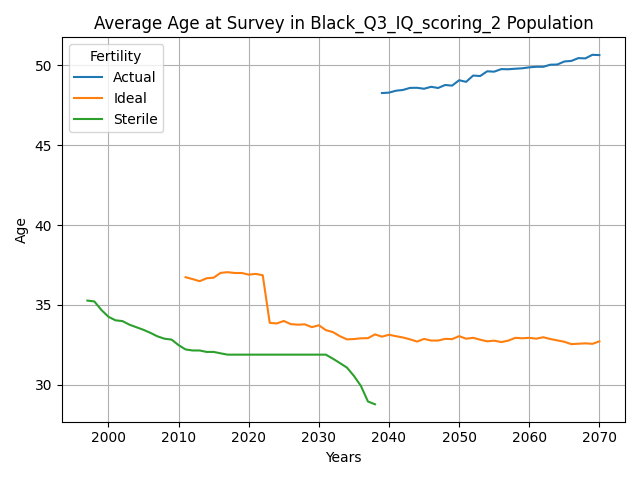 Average Age at Survey in Black_Q3_IQ_scoring_2 Population
Fertility
Actual
Ideal
Sterile
Age
50
45
40
35
30
2000 2010 2020 2030 2040 2050 2060 2070
Years